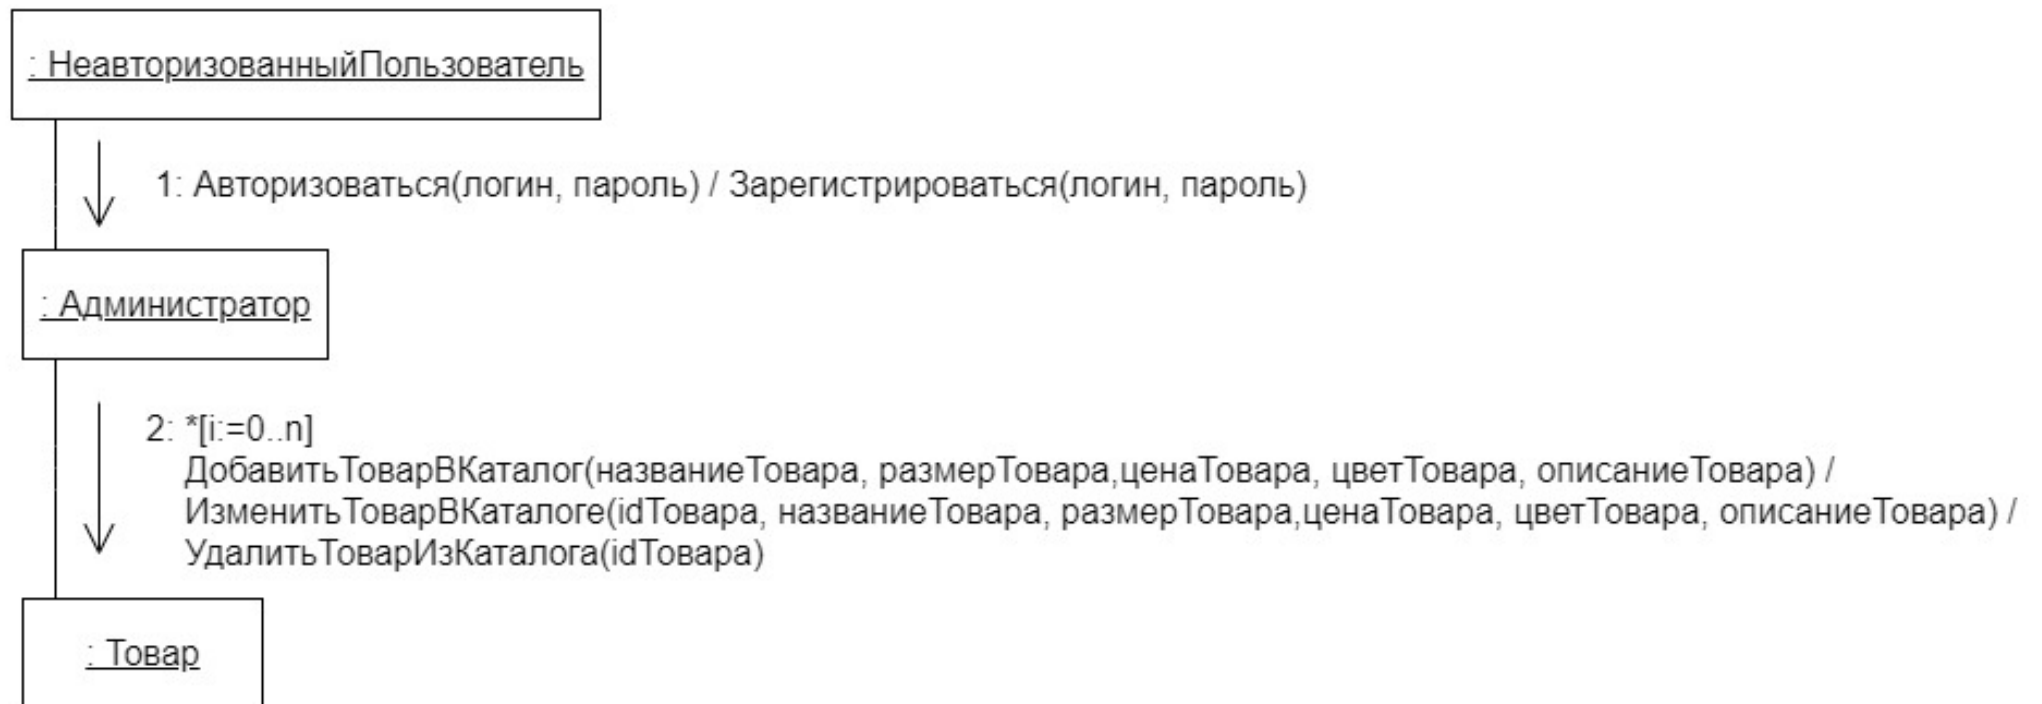 : НеавторизованныйПользователь
1: Авторизоваться(логин, пароль) / Зарегистрироваться(логин, пароль)
: Администратор
2: *[i:=0..n]
ДобавитьТоварВКаталог(названиеТовара, размерТовара,ценаТовара, цветТовара, описаниеТовара) /
ИзменитьТоварВКаталоге(idТовара, названиеТовара, размерТовара,ценаТовара, цветТовара, описаниеТовара) /
УдалитьТоварИзКаталога(idТовара)
: Товар